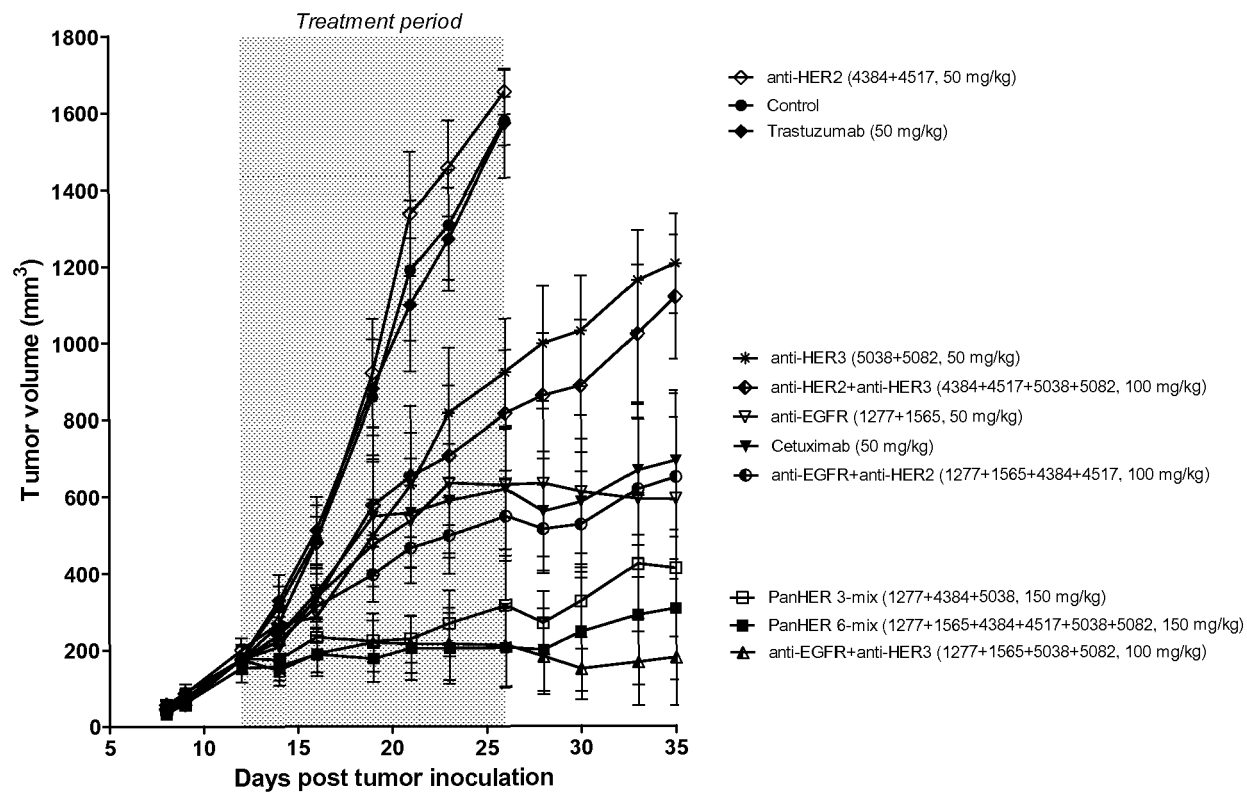 Treatment period
1800
1600
1400
1200
1000
800
600
400
200
0
Tumor volume (mm³)
5 10 15 20 25 30 35
Days post tumor inoculation
anti-HER2 (4384+4517, 50 mg/kg)
Control
Trastuzumab (50 mg/kg)
anti-HER3 (5038+5082, 50 mg/kg)
anti-HER2+anti-HER3 (4384+4517+5038+5082, 100 mg/kg)
anti-EGFR (1277+1565, 50 mg/kg)
Cetuximab (50 mg/kg)
anti-EGFR+anti-HER2 (1277+1565+4384+4517, 100 mg/kg)
PanHER 3-mix (1277+4384+5038, 150 mg/kg)
PanHER 6-mix (1277+1565+4384+4517+5038+5082, 150 mg/kg)
anti-EGFR+anti-HER3 (1277+1565+5038+5082, 100 mg/kg)